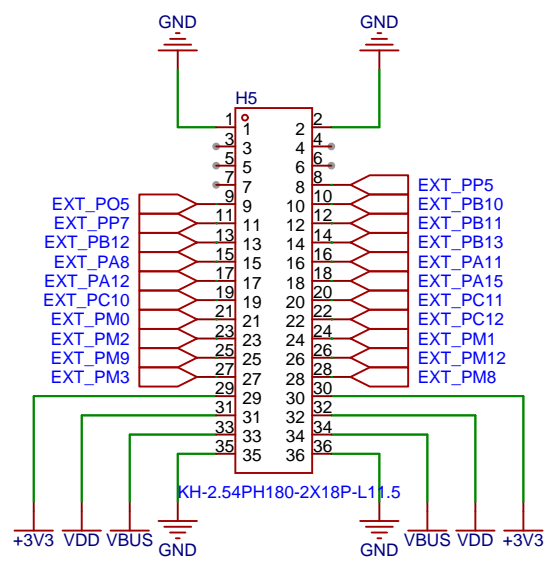 GND GND
H5
1 1 2 2
3 3 4 4
5 5 6 6
7 7 8 8 EXT_PP5
EXT_PO5 9 9 10 10 EXT_PB10
EXT_PP7 11 11 12 12 EXT_PB11
EXT_PB12 13 13 14 14 EXT_PB13
EXT_PA8 15 15 16 16 EXT_PA11
EXT_PA12 17 17 18 18 EXT_PA15
EXT_PC10 19 19 20 20 EXT_PC11
EXT_PM0 21 21 22 22 EXT_PC12
EXT_PM2 23 23 24 24 EXT_PM1
EXT_PM9 25 25 26 26 EXT_PM12
EXT_PM3 27 27 28 28 EXT_PM8
29 29 30 30
31 31 32 32
33 33 34 34
35 35 36 36
KH-2.54PH180-2X18P-L11.5
+3V3 VDD VBUS GND GND VBUS VDD +3V3